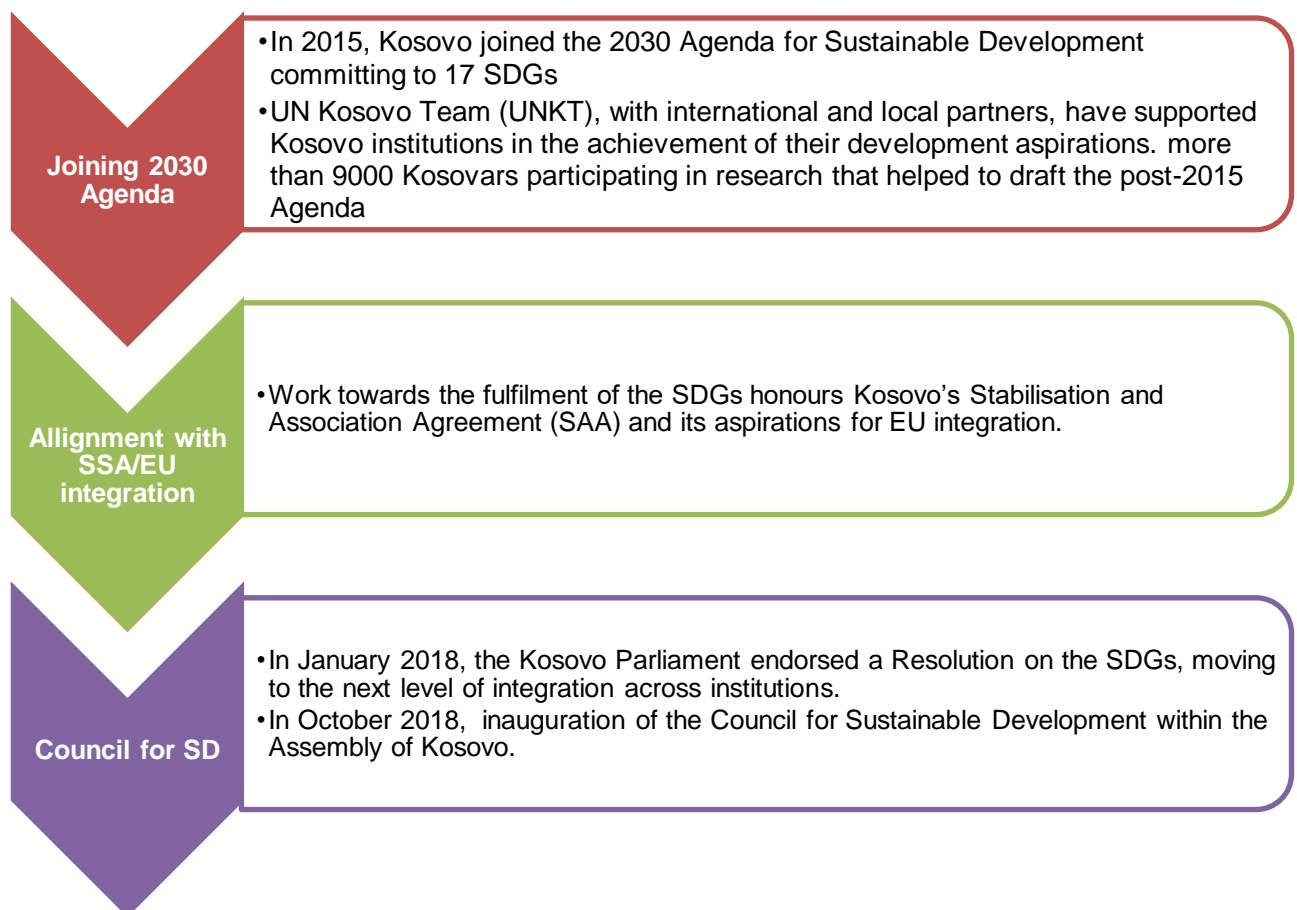 Joining 2030
Agenda
•In 2015, Kosovo joined the 2030 Agenda for Sustainable Development
committing to 17 SDGs
•UN Kosovo Team (UNKT), with international and local partners, have supported
Kosovo institutions in the achievement of their development aspirations. more
than 9000 Kosovars participating in research that helped to draft the post-2015
Agenda
Allignment with
SSA/EU
integration
•Work towards the fulfilment of the SDGs honours Kosovo’s Stabilisation and
Association Agreement (SAA) and its aspirations for EU integration.
Council for SD
•In January 2018, the Kosovo Parliament endorsed a Resolution on the SDGs, moving
to the next level of integration across institutions.
•In October 2018, inauguration of the Council for Sustainable Development within the
Assembly of Kosovo.